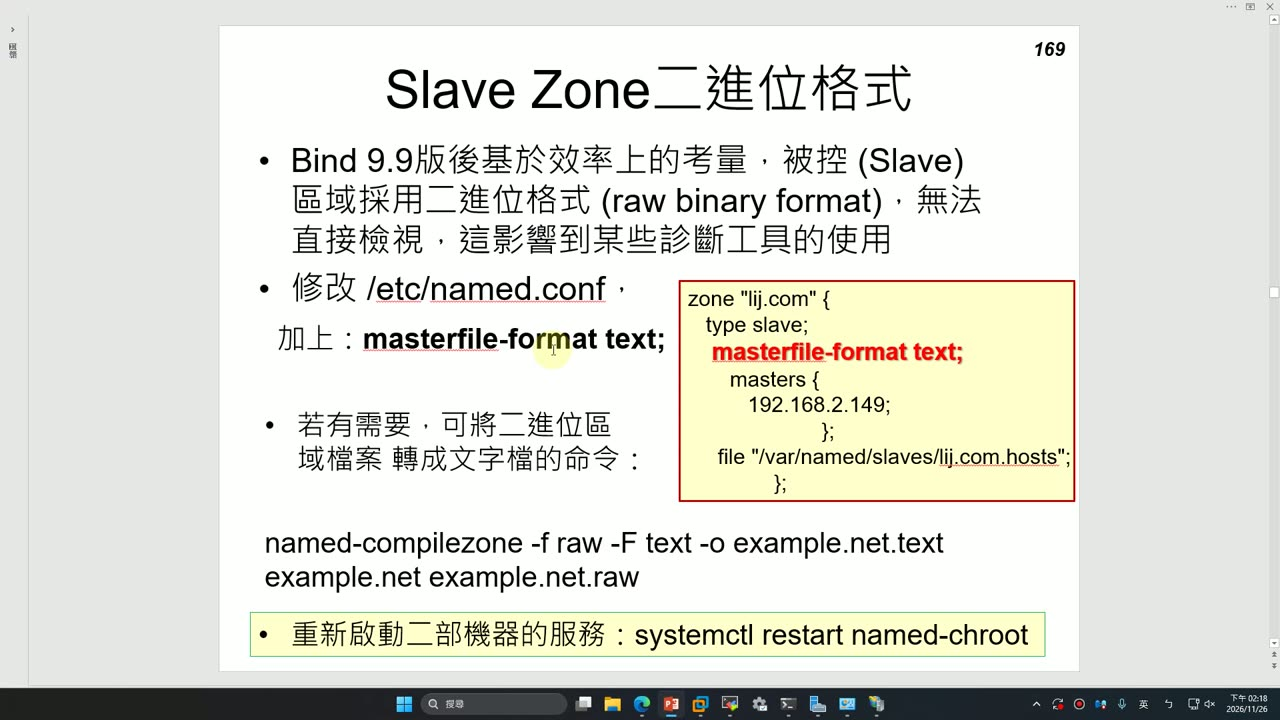 169
Slave Zone二進位格式
• Bind 9.9版後基於效率上的考量，被控 (Slave)
區域採用二進位格式 (raw binary format)，無法
直接檢視，這影響到某些診斷工具的使用
• 修改 /etc/named.conf，
加上：masterfile-format text;
zone "lij.com" {
type slave;
masterfile-format text;
masters {
192.168.2.149;
};
file "/var/named/slaves/lij.com.hosts";
};
• 若有需要，可將二進位區
域檔案 轉成文字檔的命令：
named-compilezone -f raw -F text -o example.net.text
example.net example.net.raw
• 重新啟動二部機器的服務：systemctl restart named-chroot
搜尋
英
ㄅ
下午 02:18
2026/11/26